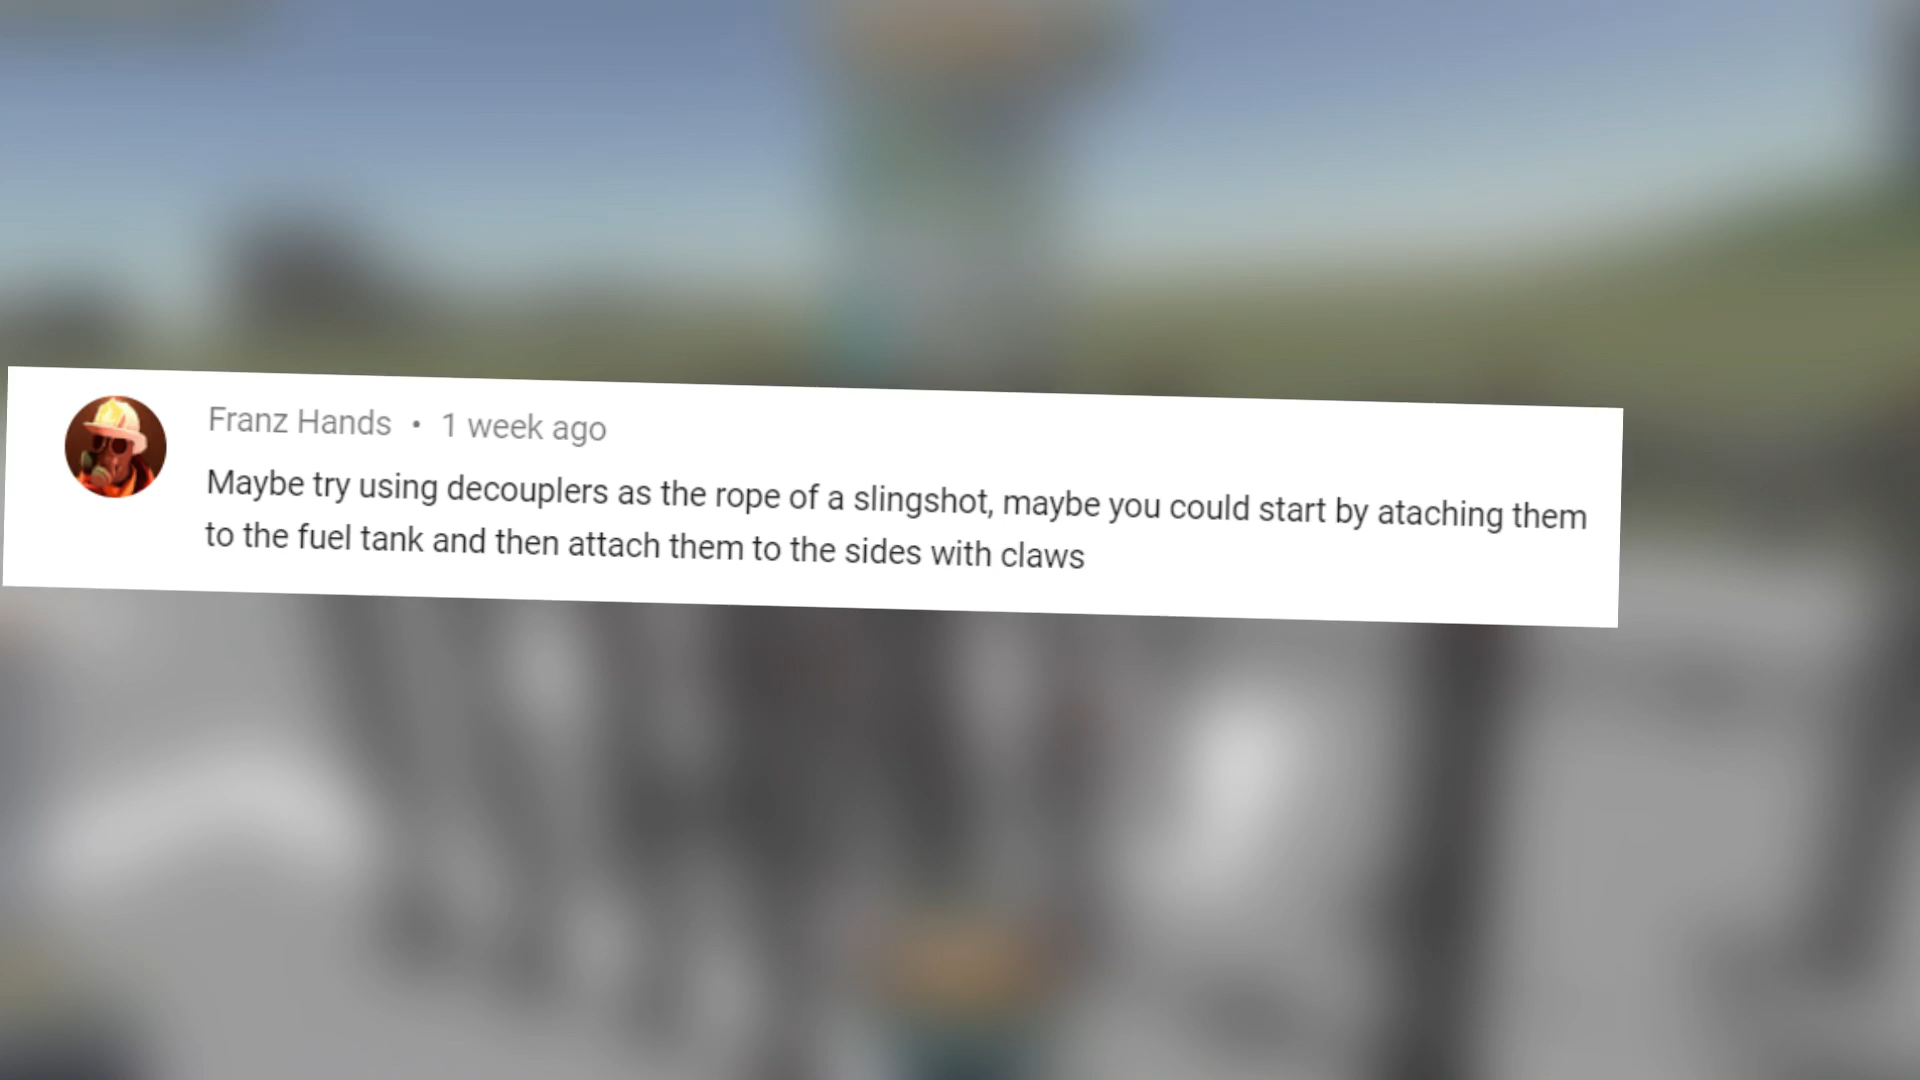 Franz Hands • 1 week ago
Maybe try using decouplers as the rope of a slingshot, maybe you could start by ataching them
to the fuel tank and then attach them to the sides with claws